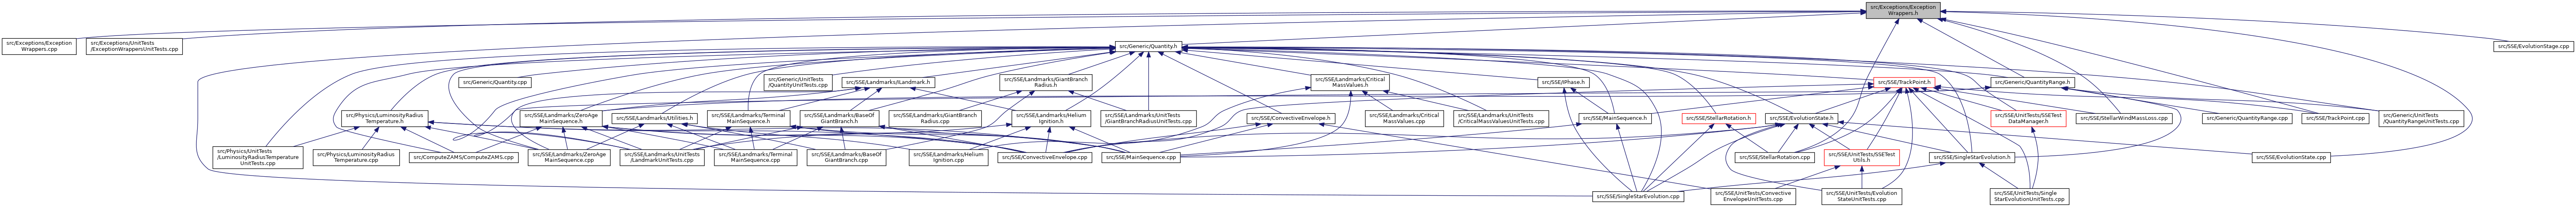 src/Exceptions/Exception
Wrappers.h
src/Exceptions/Exception
Wrappers.cpp
src/Exceptions/UnitTests
/ExceptionWrappersUnitTests.cpp
src/Generic/Quantity.h
src/SSE/EvolutionStage.cpp
src/Generic/Quantity.cpp
src/Generic/UnitTests
/QuantityUnitTests.cpp
src/SSE/Landmarks/ILandmark.h
src/SSE/Landmarks/GiantBranch
Radius.h
src/SSE/Landmarks/Critical
MassValues.h
src/SSE/IPhase.h
src/SSE/TrackPoint.h
src/Generic/QuantityRange.h
src/Physics/LuminosityRadius
Temperature.h
src/SSE/Landmarks/ZeroAge
MainSequence.h
src/SSE/Landmarks/Utilities.h
src/SSE/Landmarks/Terminal
MainSequence.h
src/SSE/Landmarks/BaseOf
GiantBranch.h
src/SSE/Landmarks/GiantBranch
Radius.cpp
src/SSE/Landmarks/Helium
Ignition.h
src/SSE/Landmarks/UnitTests
/GiantBranchRadiusUnitTests.cpp
src/SSE/ConvectiveEnvelope.h
src/SSE/Landmarks/Critical
MassValues.cpp
src/SSE/Landmarks/UnitTests
/CriticalMassValuesUnitTests.cpp
src/SSE/MainSequence.h
src/SSE/StellarRotation.h
src/SSE/EvolutionState.h
src/SSE/UnitTests/SSETest
DataManager.h
src/SSE/StellarWindMassLoss.cpp
src/Generic/QuantityRange.cpp
src/SSE/TrackPoint.cpp
src/Generic/UnitTests
/QuantityRangeUnitTests.cpp
src/Physics/UnitTests
/LuminosityRadiusTemperature
UnitTests.cpp
src/Physics/LuminosityRadius
Temperature.cpp
src/ComputeZAMS/ComputeZAMS.cpp
src/SSE/Landmarks/ZeroAge
MainSequence.cpp
src/SSE/Landmarks/UnitTests
/LandmarkUnitTests.cpp
src/SSE/Landmarks/Terminal
MainSequence.cpp
src/SSE/Landmarks/BaseOf
GiantBranch.cpp
src/SSE/Landmarks/Helium
Ignition.cpp
src/SSE/ConvectiveEnvelope.cpp
src/SSE/MainSequence.cpp
src/SSE/StellarRotation.cpp
src/SSE/UnitTests/SSETest
Utils.h
src/SSE/SingleStarEvolution.h
src/SSE/EvolutionState.cpp
src/SSE/SingleStarEvolution.cpp
src/SSE/UnitTests/Convective
EnvelopeUnitTests.cpp
src/SSE/UnitTests/Evolution
StateUnitTests.cpp
src/SSE/UnitTests/Single
StarEvolutionUnitTests.cpp